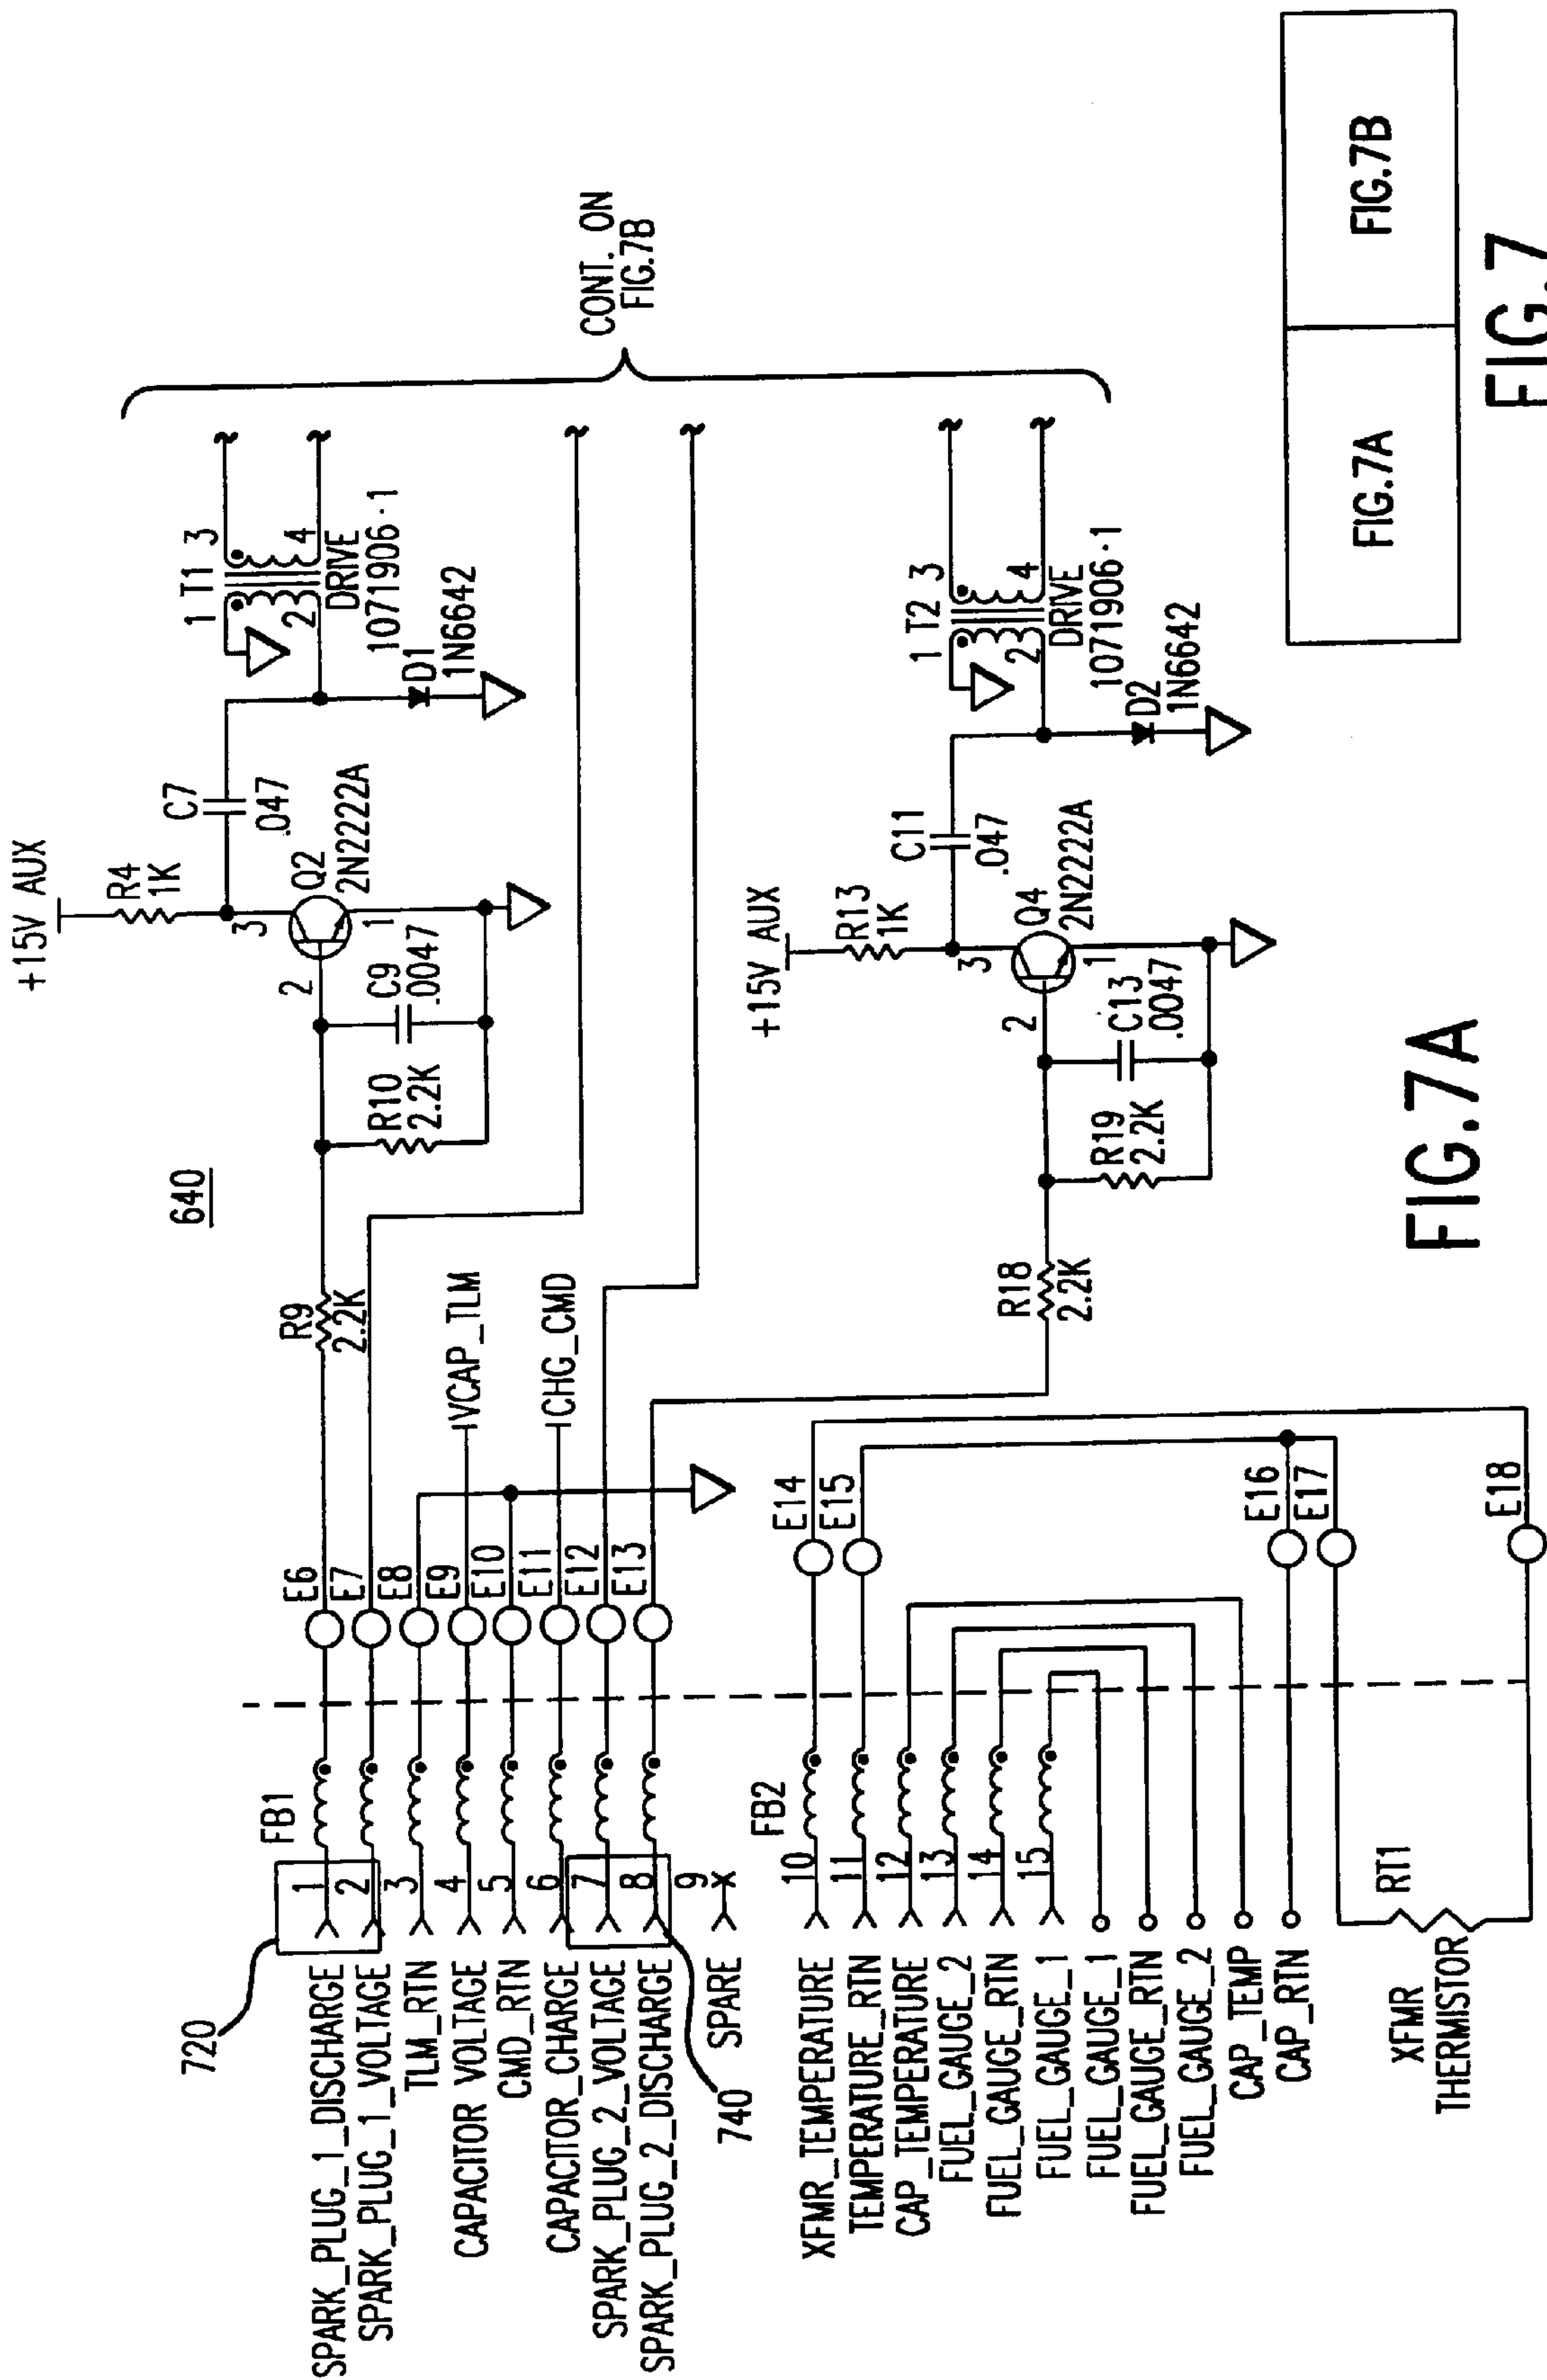 720
SPARK_PLUG_1_DISCHARGE
SPARK_PLUG_1_VOLTAGE
TLM_RTN
CAPACITOR VOLTAGE
CMD_RTN
CAPACITOR_CHARGE
SPARK_PLUG_2_VOLTAGE
SPARK_PLUG_2_DISCHARGE
740
SPARE
1
2
3
4
5
6
7
8
9
X
FB1
E6
E7
E8
E9
E10
E11
E12
E13
VCAP_TLM
CHG_CMD
640
R9
2.2K
R10
2.2K
C9
.0047
2
3
1
Q2
2N2222A
+15V AUX
R4
1K
C7
.047
D1
1N6642
1 T1 3
2 4
DRIVE
1071906-1
CONT. ON
FIG.7B
R18
2.2K
R19
2.2K
C13
.0047
2
3
1
Q4
2N2222A
+15V AUX
R13
1K
C11
.047
D2
1N6642
1 T2 3
2 4
DRIVE
1071906-1
XFMR_TEMPERATURE
TEMPERATURE_RTN
CAP_TEMPERATURE
FUEL_GAUGE_2
FUEL_GAUGE_RTN
FUEL_GAUGE_1
FUEL_GAUGE_1
FUEL_GAUGE_RTN
FUEL_GAUGE_2
CAP_TEMP
CAP_RTN
XFMR
THERMISTOR
RT1
10
11
12
13
14
15
FB2
E14
E15
E16
E17
E18
FIG.7A
FIG.7A
FIG.7B
FIG.7